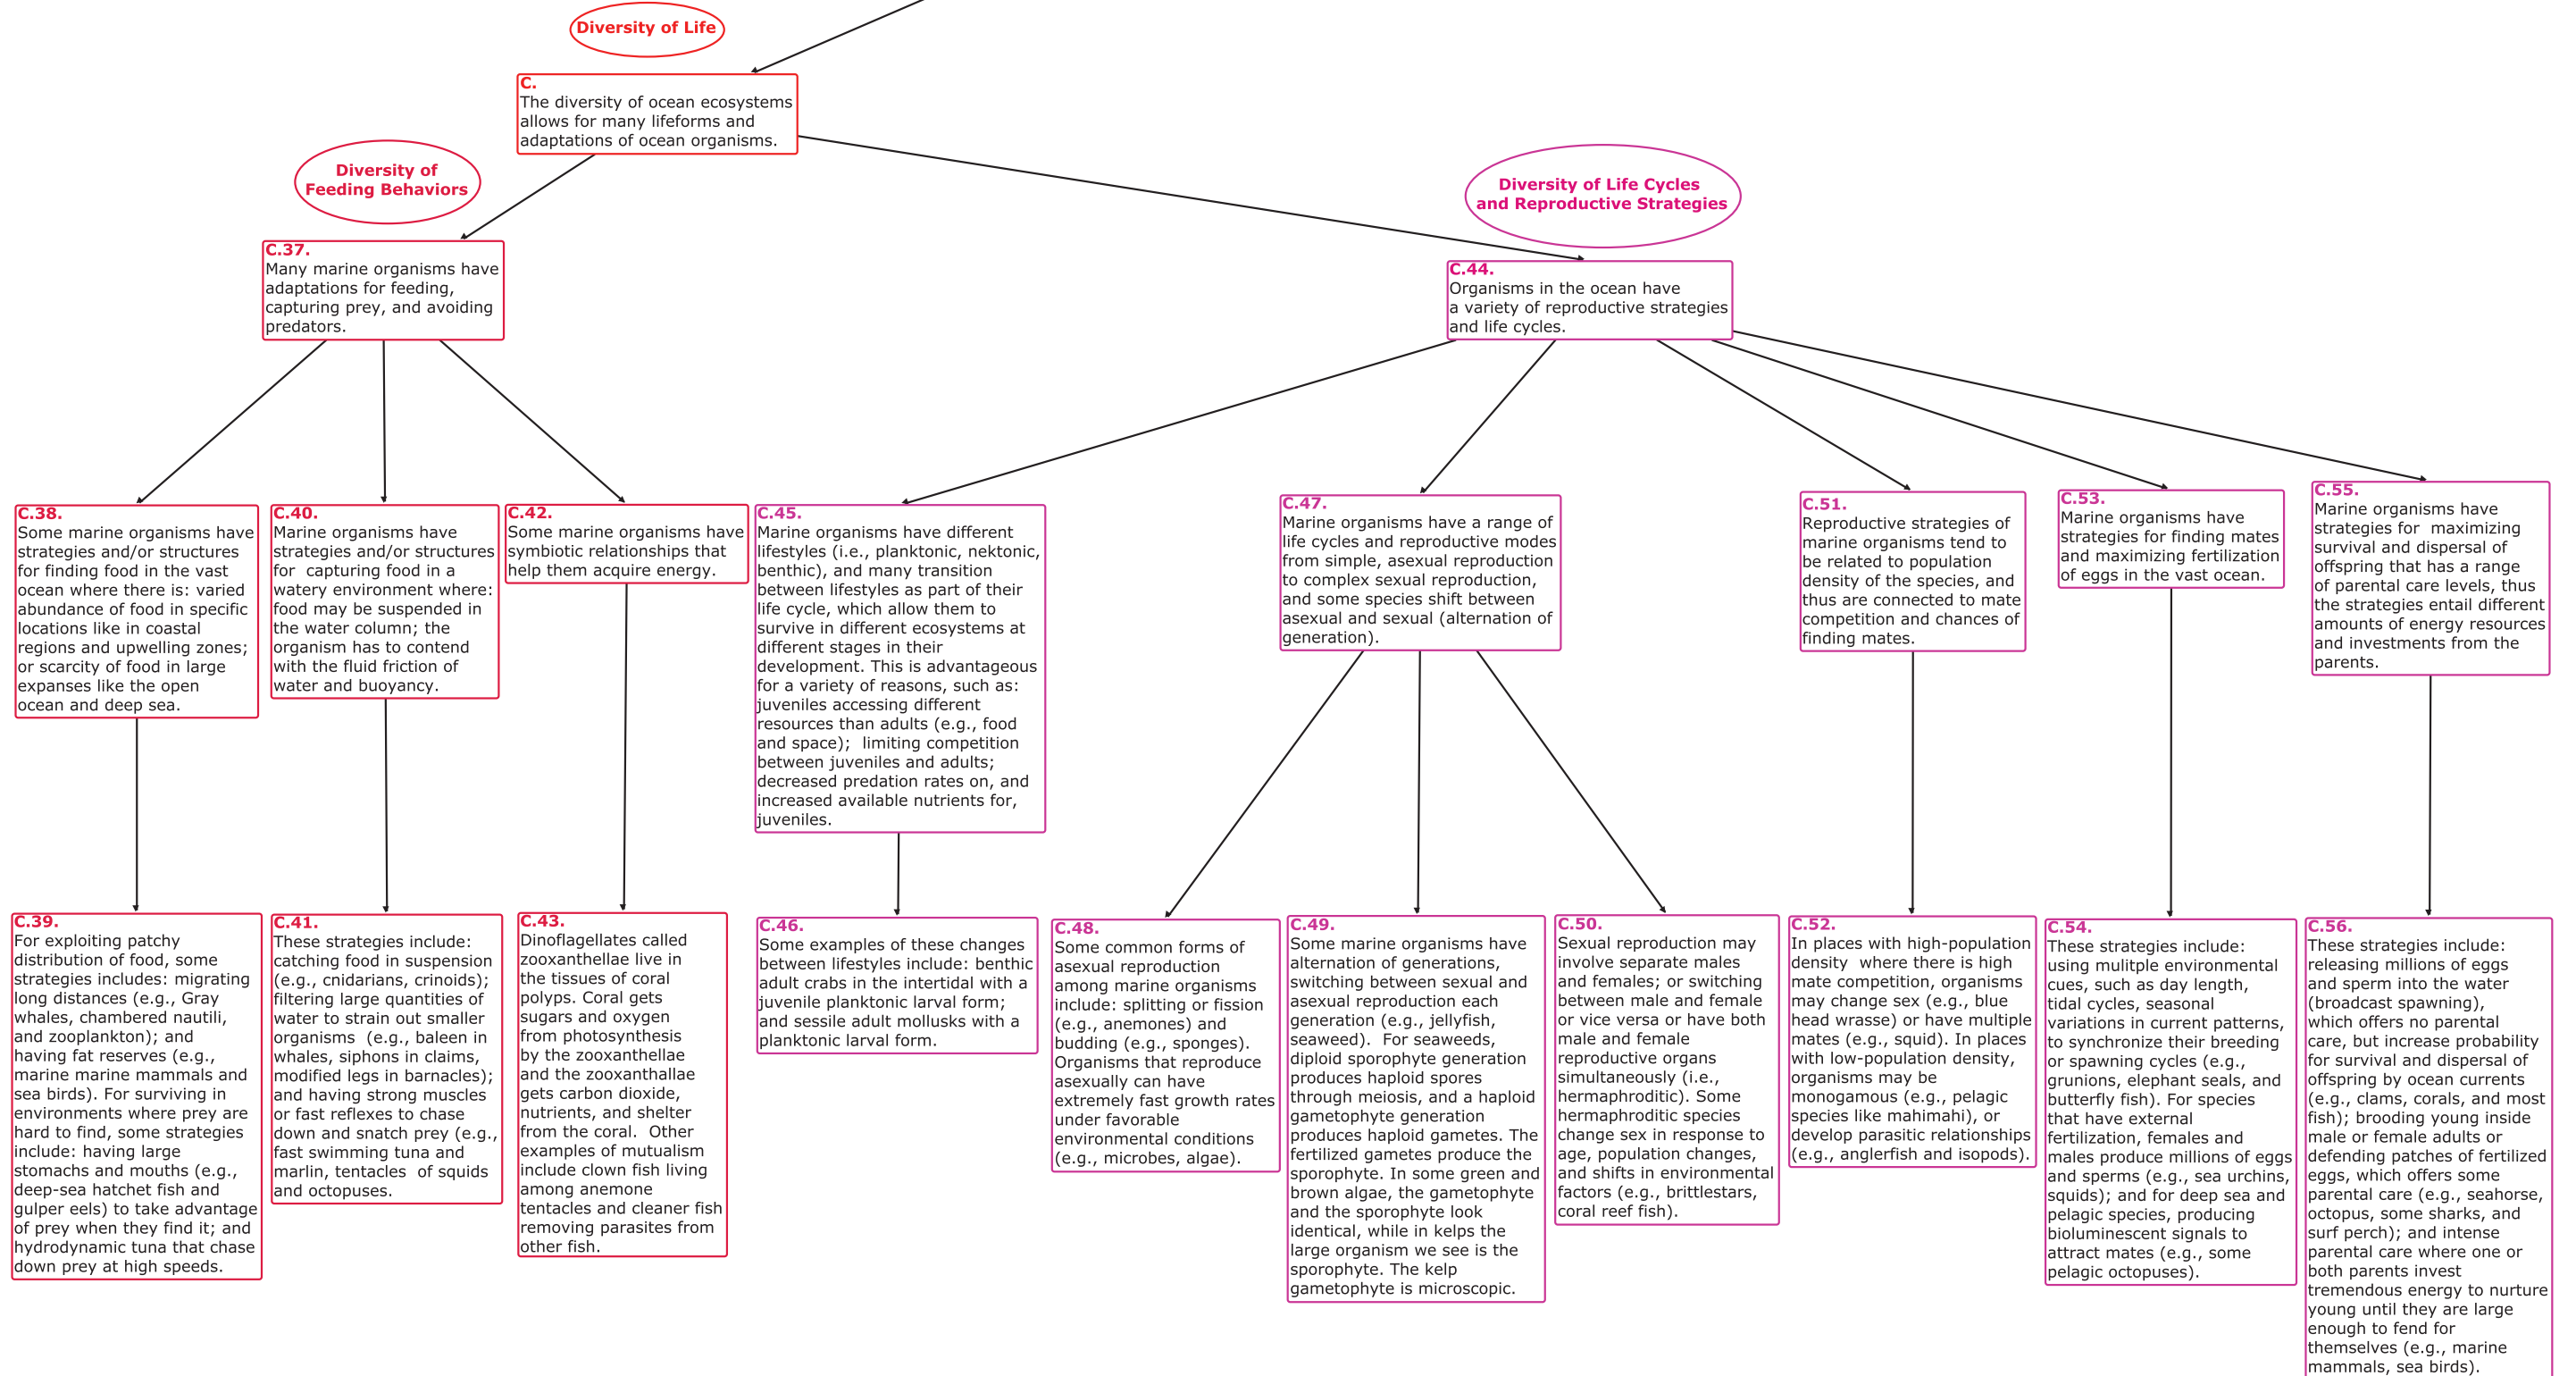 Diversity of Life
C.
The diversity of ocean ecosystems
allows for many lifeforms and
adaptations of ocean organisms.
Diversity of
Feeding Behaviors
Diversity of Life Cycles
and Reproductive Strategies
C.37.
Many marine organisms have
adaptations for feeding,
capturing prey, and avoiding
predators.
C.44.
Organisms in the ocean have
a variety of reproductive strategies
and life cycles.
C.38.
Some marine organisms have
strategies and/or structures
for finding food in the vast
ocean where there is: varied
abundance of food in specific
locations like in coastal
regions and upwelling zones;
or scarcity of food in large
expanses like the open
ocean and deep sea.
C.40.
Marine organisms have
strategies and/or structures
for  capturing food in a
watery environment where:
food may be suspended in
the water column; the
organism has to contend
with the fluid friction of
water and buoyancy.
C.42.
Some marine organisms have
symbiotic relationships that
help them acquire energy.
C.45.
Marine organisms have different
lifestyles (i.e., planktonic, nektonic,
benthic), and many transition
between lifestyles as part of their
life cycle, which allow them to
survive in different ecosystems at
different stages in their
development. This is advantageous
for a variety of reasons, such as:
juveniles accessing different
resources than adults (e.g., food
and space);  limiting competition
between juveniles and adults;
decreased predation rates on, and
increased available nutrients for,
juveniles.
C.47.
Marine organisms have a range of
life cycles and reproductive modes
from simple, asexual reproduction
to complex sexual reproduction,
and some species shift between
asexual and sexual (alternation of
generation).
C.51.
Reproductive strategies of
marine organisms tend to
be related to population
density of the species, and
thus are connected to mate
competition and chances of
finding mates.
C.53.
Marine organisms have
strategies for finding mates
and maximizing fertilization
of eggs in the vast ocean.
C.55.
Marine organisms have
strategies for  maximizing
survival and dispersal of
offspring that has a range
of parental care levels, thus
the strategies entail different
amounts of energy resources
and investments from the
parents.
C.39.
For exploiting patchy
distribution of food, some
strategies includes: migrating
long distances (e.g., Gray
whales, chambered nautili,
and zooplankton); and
having fat reserves (e.g.,
marine marine mammals and
sea birds). For surviving in
environments where prey are
hard to find, some strategies
include: having large
stomachs and mouths (e.g.,
deep-sea hatchet fish and
gulper eels) to take advantage
of prey when they find it; and
hydrodynamic tuna that chase
down prey at high speeds.
C.41.
These strategies include:
catching food in suspension
(e.g., cnidarians, crinoids);
filtering large quantities of
water to strain out smaller
organisms  (e.g., baleen in
whales, siphons in claims,
modified legs in barnacles);
and having strong muscles
or fast reflexes to chase
down and snatch prey (e.g.,
fast swimming tuna and
marlin, tentacles  of squids
and octopuses.
C.43.
Dinoflagellates called
zooxanthellae live in
the tissues of coral
polyps. Coral gets
sugars and oxygen
from photosynthesis
by the zooxanthellae
and the zooxanthallae
gets carbon dioxide,
nutrients, and shelter
from the coral.  Other
examples of mutualism
include clown fish living
among anemone
tentacles and cleaner fish
removing parasites from
other fish.
C.46.
Some examples of these changes
between lifestyles include: benthic
adult crabs in the intertidal with a
juvenile planktonic larval form;
and sessile adult mollusks with a
planktonic larval form.
C.48.
Some common forms of
asexual reproduction
among marine organisms
include: splitting or fission
(e.g., anemones) and
budding (e.g., sponges).
Organisms that reproduce
asexually can have
extremely fast growth rates
under favorable
environmental conditions
(e.g., microbes, algae).
C.49.
Some marine organisms have
alternation of generations,
switching between sexual and
asexual reproduction each
generation (e.g., jellyfish,
seaweed).  For seaweeds,
diploid sporophyte generation
produces haploid spores
through meiosis, and a haploid
gametophyte generation
produces haploid gametes. The
fertilized gametes produce the
sporophyte. In some green and
brown algae, the gametophyte
and the sporophyte look
identical, while in kelps the
large organism we see is the
sporophyte. The kelp
gametophyte is microscopic.
C.50.
Sexual reproduction may
involve separate males
and females; or switching
between male and female
or vice versa or have both
male and female
reproductive organs
simultaneously (i.e.,
hermaphroditic). Some
hermaphroditic species
change sex in response to
age, population changes,
and shifts in environmental
factors (e.g., brittlestars,
coral reef fish).
C.52.
In places with high-population
density  where there is high
mate competition, organisms
may change sex (e.g., blue
head wrasse) or have multiple
mates (e.g., squid). In places
with low-population density,
organisms may be
monogamous (e.g., pelagic
species like mahimahi), or
develop parasitic relationships
(e.g., anglerfish and isopods).
C.54.
These strategies include:
using mulitple environmental
cues, such as day length,
tidal cycles, seasonal
variations in current patterns,
to synchronize their breeding
or spawning cycles (e.g.,
grunions, elephant seals, and
butterfly fish). For species
that have external
fertilization, females and
males produce millions of eggs
and sperms (e.g., sea urchins,
squids); and for deep sea and
pelagic species, producing
bioluminescent signals to
attract mates (e.g., some
pelagic octopuses).
C.56.
These strategies include:
releasing millions of eggs
and sperm into the water
(broadcast spawning),
which offers no parental
care, but increase probability
for survival and dispersal of
offspring by ocean currents
(e.g., clams, corals, and most
fish); brooding young inside
male or female adults or
defending patches of fertilized
eggs, which offers some
parental care (e.g., seahorse,
octopus, some sharks, and
surf perch); and intense
parental care where one or
both parents invest
tremendous energy to nurture
young until they are large
enough to fend for
themselves (e.g., marine
mammals, sea birds).